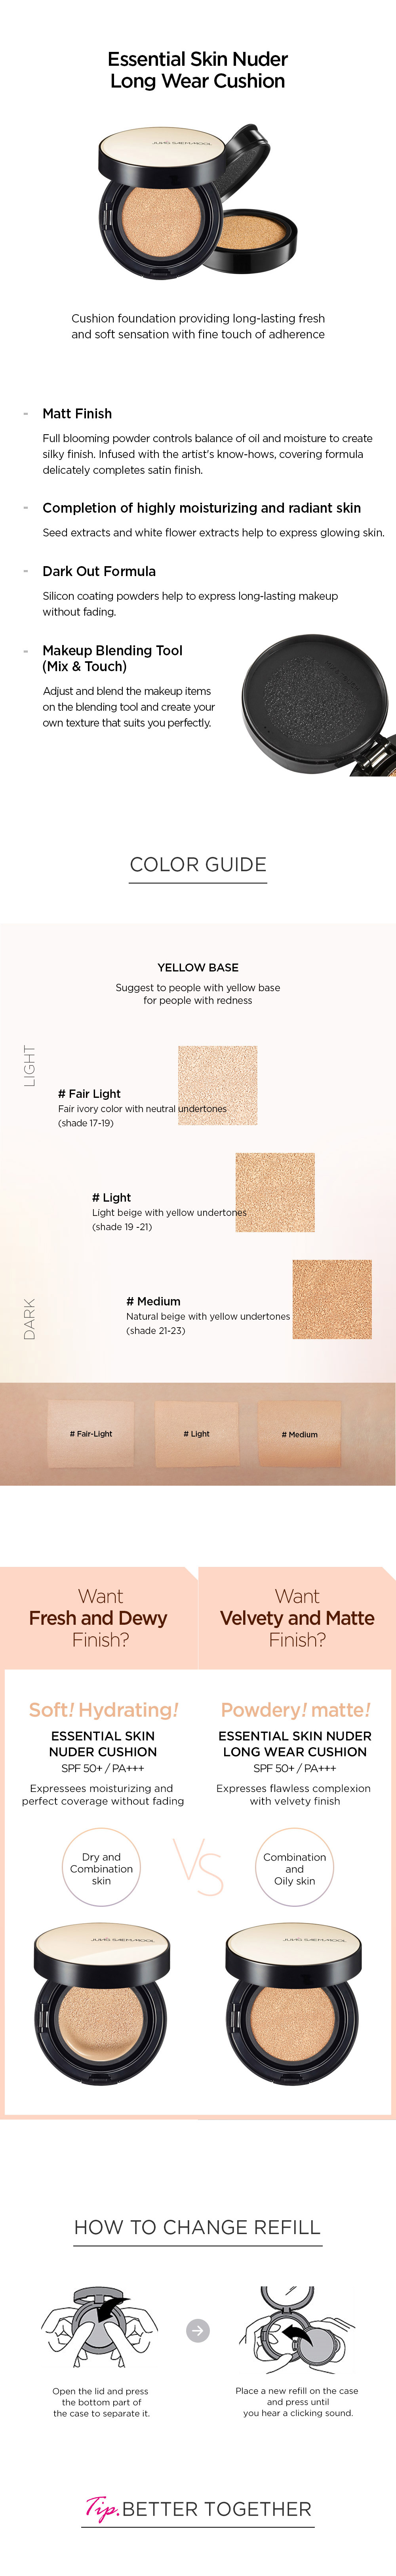 Essential Skin Nuder
Long Wear Cushion
JUNG SAEM MOOL
Cushion foundation providing long-lasting fresh
and soft sensation with fine touch of adherence
Matt Finish
Full blooming powder controls balance of oil and moisture to create
silky finish. Infused with the artist's know-hows, covering formula
delicately completes satin finish.
Completion of highly moisturizing and radiant skin
Seed extracts and white flower extracts help to express glowing skin.
Dark Out Formula
Silicon coating powders help to express long-lasting makeup
without fading.
Makeup Blending Tool
(Mix & Touch)
Adjust and blend the makeup items
on the blending tool and create your
own texture that suits you perfectly.
COLOR GUIDE
YELLOW BASE
Suggest to people with yellow base
for people with redness
LIGHT
# Fair Light
Fair ivory color with neutral undertones
(shade 17-19)
# Light
Light beige with yellow undertones
(shade 19 -21)
DARK
# Medium
Natural beige with yellow undertones
(shade 21-23)
# Fair-Light
# Light
# Medium
Want
Fresh and Dewy
Finish?
Want
Velvety and Matte
Finish?
Soft! Hydrating!
ESSENTIAL SKIN
NUDER CUSHION
SPF 50+ / PA+++
Expressees moisturizing and
perfect coverage without fading
Dry and
Combination
skin
VS
Powdery! matte!
ESSENTIAL SKIN NUDER
LONG WEAR CUSHION
SPF 50+ / PA+++
Expresses flawless complexion
with velvety finish
Combination
and
Oily skin
JUNG SAEM MOOL
JUNG SAEM MOOL
HOW TO CHANGE REFILL
Open the lid and press
the bottom part of
the case to separate it.
Place a new refill on the case
and press until
you hear a clicking sound.
Tip. BETTER TOGETHER